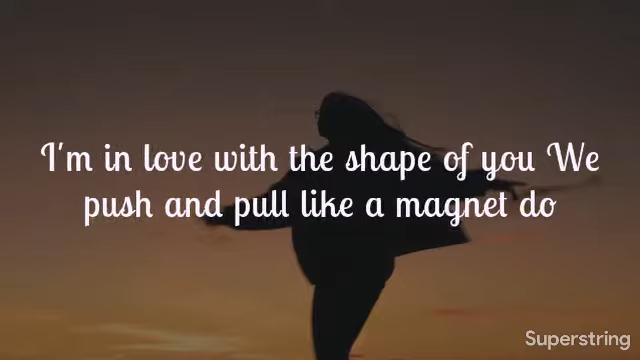 I'm in love with the shape of you We
push and pull like a magnet do
Superstring